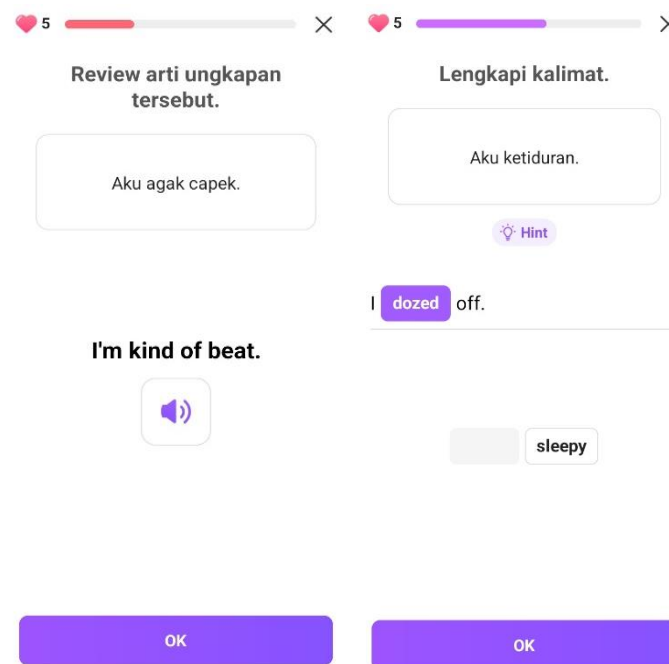 5
Review arti ungkapan
tersebut.
Aku agak capek.
I'm kind of beat.
OK
5
Lengkapi kalimat.
Aku ketiduran.
Hint
I dozed off.
sleepy
OK